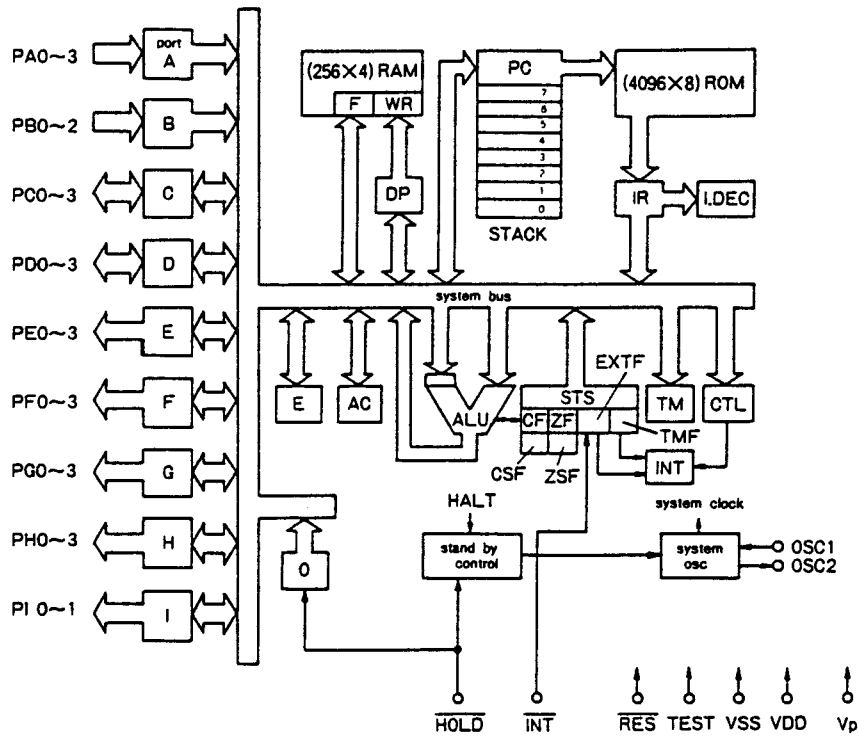 PA0~3
port
A
PB0~2
B
PC0~3
C
PD0~3
D
PE0~3
E
PF0~3
F
PG0~3
G
PH0~3
H
PI 0~1
I
(256×4) RAM
F WR
DP
PC
7
6
5
4
3
2
1
0
STACK
(4096×8) ROM
IR
I.DEC
system bus
E
AC
ALU
STS
CF ZF
CSF
ZSF
EXTF
TMF
TM
CTL
INT
HALT
stand by
control
system clock
system
osc
OSC1
OSC2
0
HOLD
INT
RES
TEST
VSS
VDD
Vp